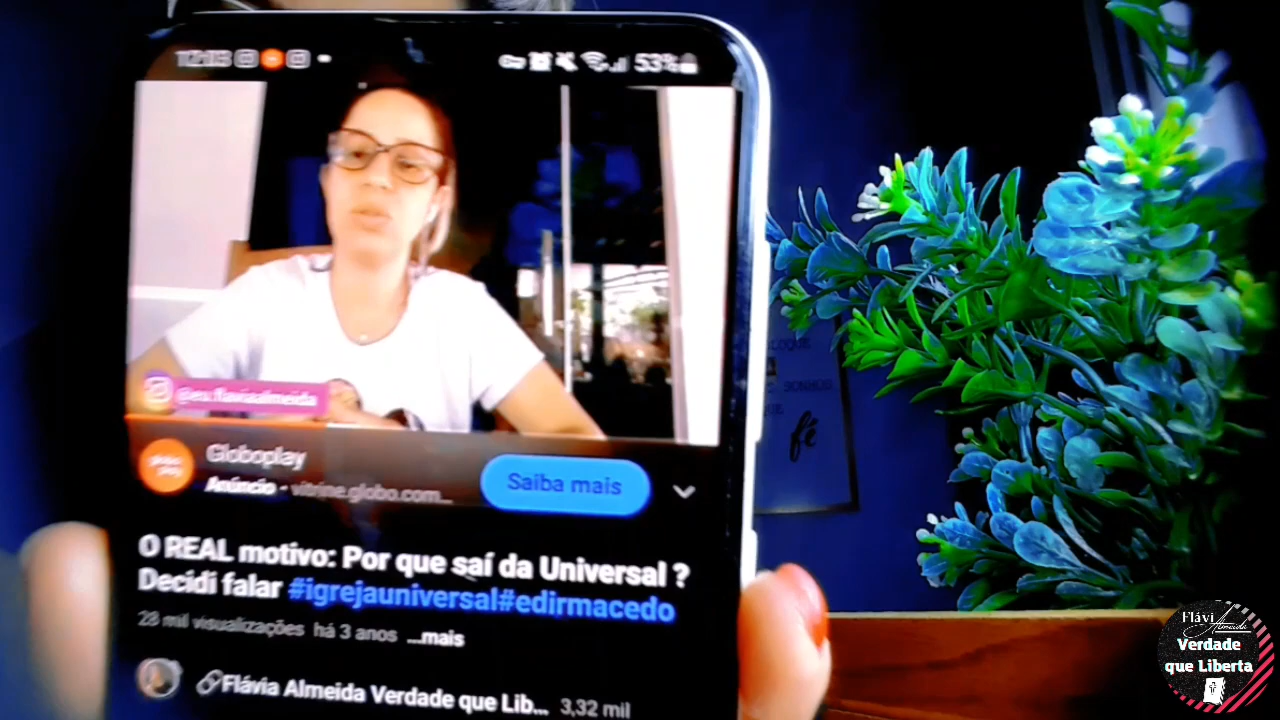 53%
@eu.flaviaalmeida
Globoplay
Anúncio - vitrine.globo.com...
Saiba mais
O REAL motivo: Por que saí da Universal ?
Decidi falar #igrejauniversal#edirmacedo
28 mil visualizações há 3 anos ...mais
Flávia Almeida Verdade que Lib... 3,32 mil
SONHOS
fé
Flávi
Almeida
Verdade
que Liberta